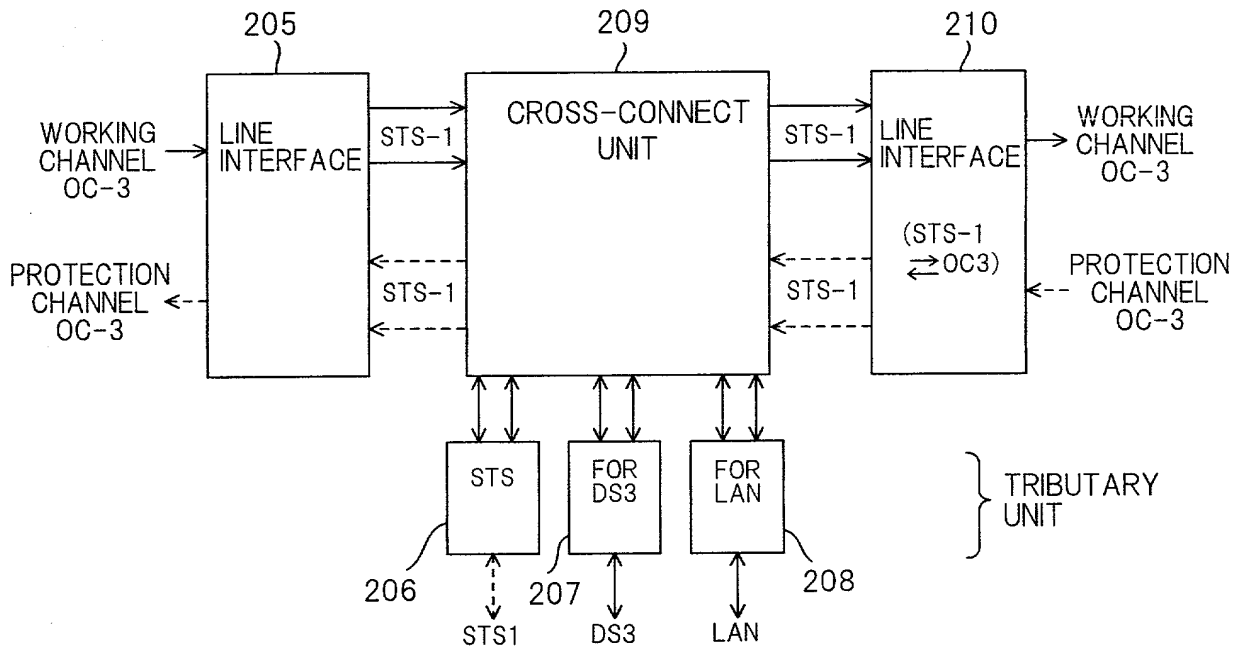 205
209
210
WORKING
CHANNEL
OC-3
LINE
INTERFACE
STS-1
CROSS-CONNECT
UNIT
STS-1
LINE
INTERFACE
WORKING
CHANNEL
OC-3
PROTECTION
CHANNEL
OC-3
STS-1
STS-1
(STS-1
OC3)
PROTECTION
CHANNEL
OC-3
STS
FOR
DS3
FOR
LAN
TRIBUTARY
UNIT
206
207
208
STS1
DS3
LAN